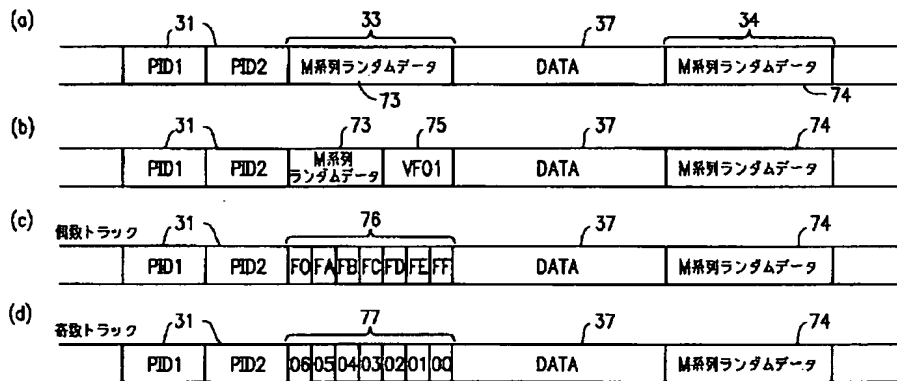 (a)
31 33 37 34
PID1 PID2 M系列ランダムデータ DATA M系列ランダムデータ
73 74
(b)
31 73 75 37 74
PID1 PID2 M系列
ランダムデータ VFO1 DATA M系列ランダムデータ
(c)
偶数トラック 31 76 37 74
PID1 PID2 F0 FA FB FC FD FE FF DATA M系列ランダムデータ
(d)
奇数トラック 31 77 37 74
PID1 PID2 06 05 04 03 02 01 00 DATA M系列ランダムデータ